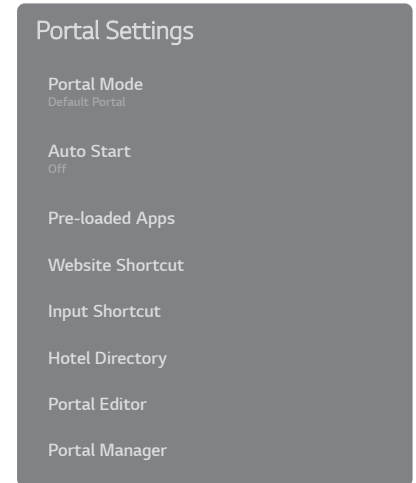 Portal Settings
Portal Mode
Default Portal
Auto Start
Off
Pre-loaded Apps
Website Shortcut
Input Shortcut
Hotel Directory
Portal Editor
Portal Manager